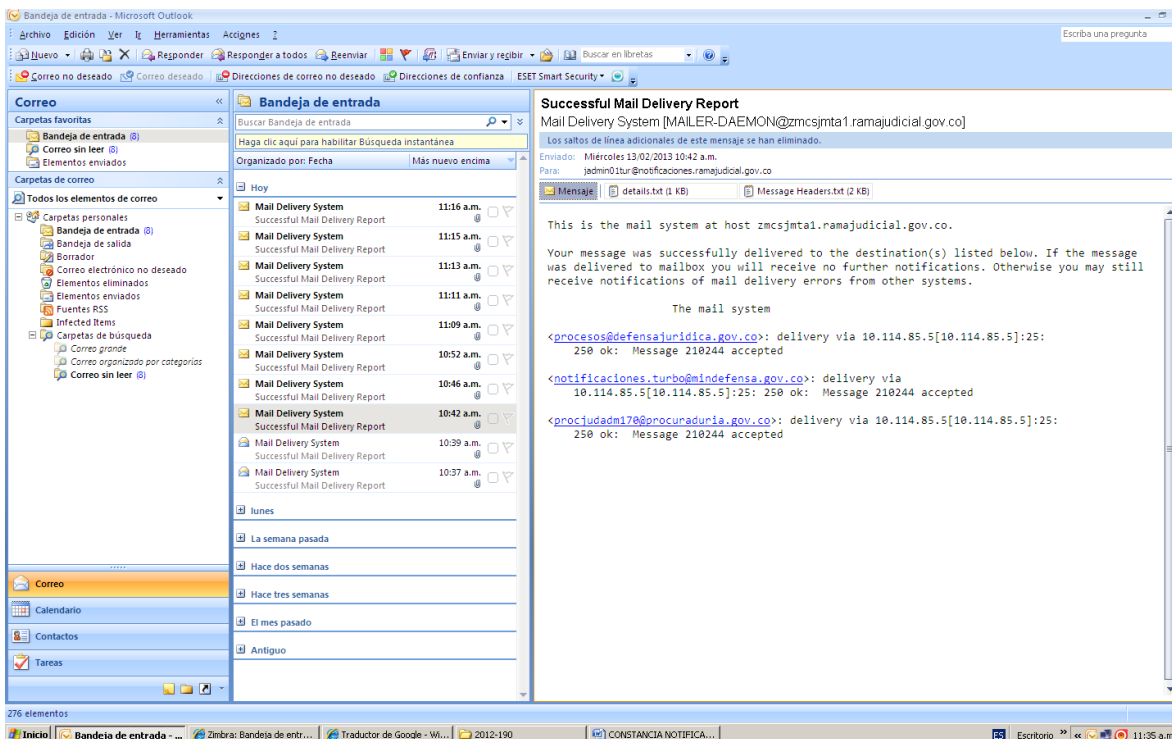 Bandeja de entrada - Microsoft Outlook
Archivo Edición Ver Ir Herramientas Acciones ?
Escriba una pregunta
Nuevo Responder Responder a todos Reenviar Enviar y recibir Buscar en libretas
Correo no deseado Correo deseado Direcciones de correo no deseado Direcciones de confianza ESET Smart Security
Correo
Carpetas favoritas
Bandeja de entrada (8)
Correo sin leer (8)
Elementos enviados
Carpetas de correo
Todos los elementos de correo
Carpetas personales
Bandeja de entrada (8)
Bandeja de salida
Borrador
Correo electrónico no deseado
Elementos eliminados
Elementos enviados
Fuentes RSS
Infected Items
Carpetas de búsqueda
Correo grande
Correo organizado por categorías
Correo sin leer (8)
Correo
Calendario
Contactos
Tareas
Bandeja de entrada
Buscar Bandeja de entrada
Haga clic aquí para habilitar Búsqueda instantánea
Organizado por: Fecha Más nuevo encima
Hoy
Mail Delivery System 11:16 a.m.
Successful Mail Delivery Report
Mail Delivery System 11:15 a.m.
Successful Mail Delivery Report
Mail Delivery System 11:13 a.m.
Successful Mail Delivery Report
Mail Delivery System 11:11 a.m.
Successful Mail Delivery Report
Mail Delivery System 11:09 a.m.
Successful Mail Delivery Report
Mail Delivery System 10:52 a.m.
Successful Mail Delivery Report
Mail Delivery System 10:46 a.m.
Successful Mail Delivery Report
Mail Delivery System 10:42 a.m.
Successful Mail Delivery Report
Mail Delivery System 10:39 a.m.
Successful Mail Delivery Report
Mail Delivery System 10:37 a.m.
Successful Mail Delivery Report
lunes
La semana pasada
Hace dos semanas
Hace tres semanas
El mes pasado
Antiguo
Successful Mail Delivery Report
Mail Delivery System [MAILER-DAEMON@zmcsjmta1.ramajudicial.gov.co]
Los saltos de línea adicionales de este mensaje se han eliminado.
Enviado: Miércoles 13/02/2013 10:42 a.m.
Para: jadmin01tur@notificaciones.ramajudicial.gov.co
Mensaje details.txt (1 KB) Message Headers.txt (2 KB)
This is the mail system at host zmcsjmta1.ramajudicial.gov.co.
Your message was successfully delivered to the destination(s) listed below. If the message
was delivered to mailbox you will receive no further notifications. Otherwise you may still
receive notifications of mail delivery errors from other systems.
The mail system
<procesos@defensajuridica.gov.co>: delivery via 10.114.85.5[10.114.85.5]:25:
250 ok: Message 210244 accepted
<notificaciones.turbo@mindefensa.gov.co>: delivery via
10.114.85.5[10.114.85.5]:25: 250 ok: Message 210244 accepted
<procjudadm170@procuraduria.gov.co>: delivery via 10.114.85.5[10.114.85.5]:25:
250 ok: Message 210244 accepted
276 elementos
Inicio Bandeja de entrada - ... Zimbra: Bandeja de entr... Traductor de Google - Wi... 2012-190 CONSTANCIA NOTIFICA... ES Escritorio 11:35 a.m.